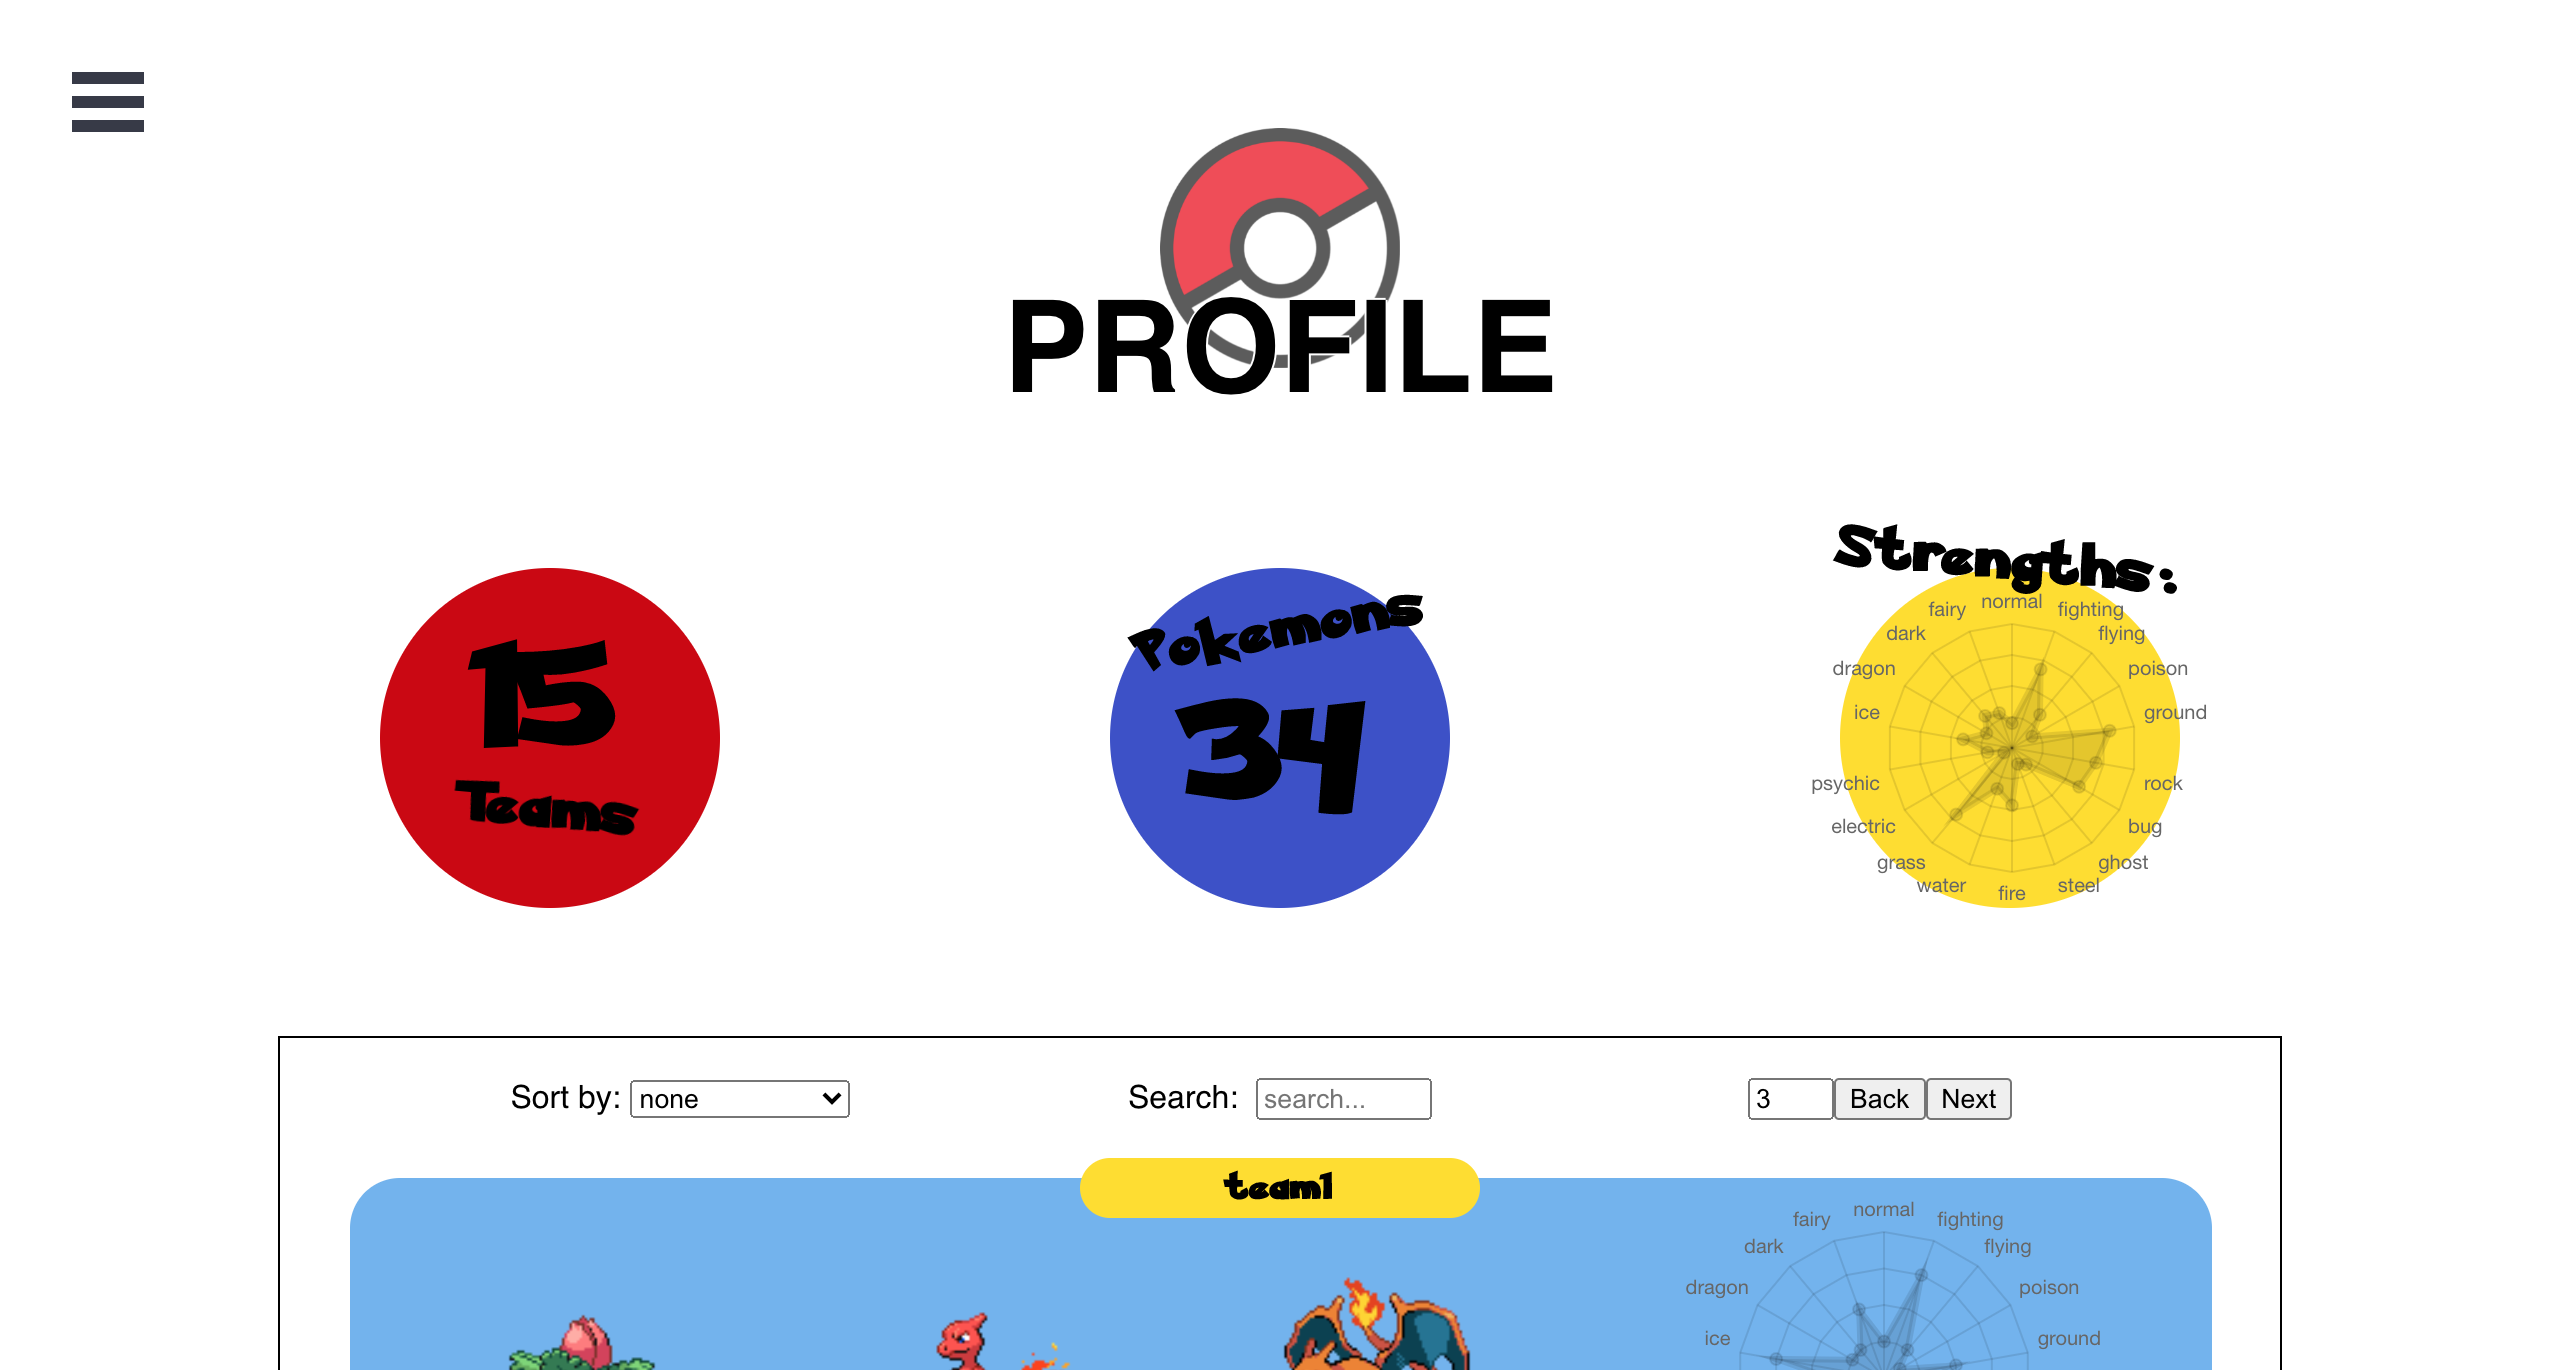 PROFILE
15
Teams
Pokemons
34
Strengths:
normal
fighting
flying
poison
ground
rock
bug
ghost
steel
fire
water
grass
electric
psychic
ice
dragon
dark
fairy
Sort by: none
Search: search...
3 Back Next
team1
normal
fighting
flying
poison
ground
ice
dragon
dark
fairy